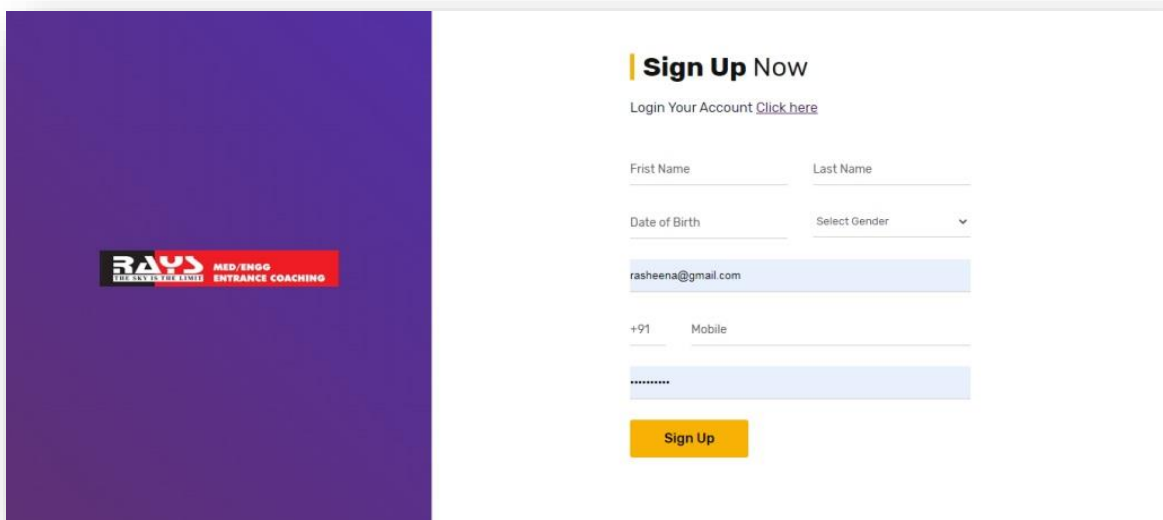 Sign Up Now
Login Your Account Click here
Frist Name Last Name
Date of Birth Select Gender
RAYS MED/ENGG
THE SKY IS THE LIMIT ENTRANCE COACHING
rasheena@gmail.com
+91 Mobile
••••••••••
Sign Up